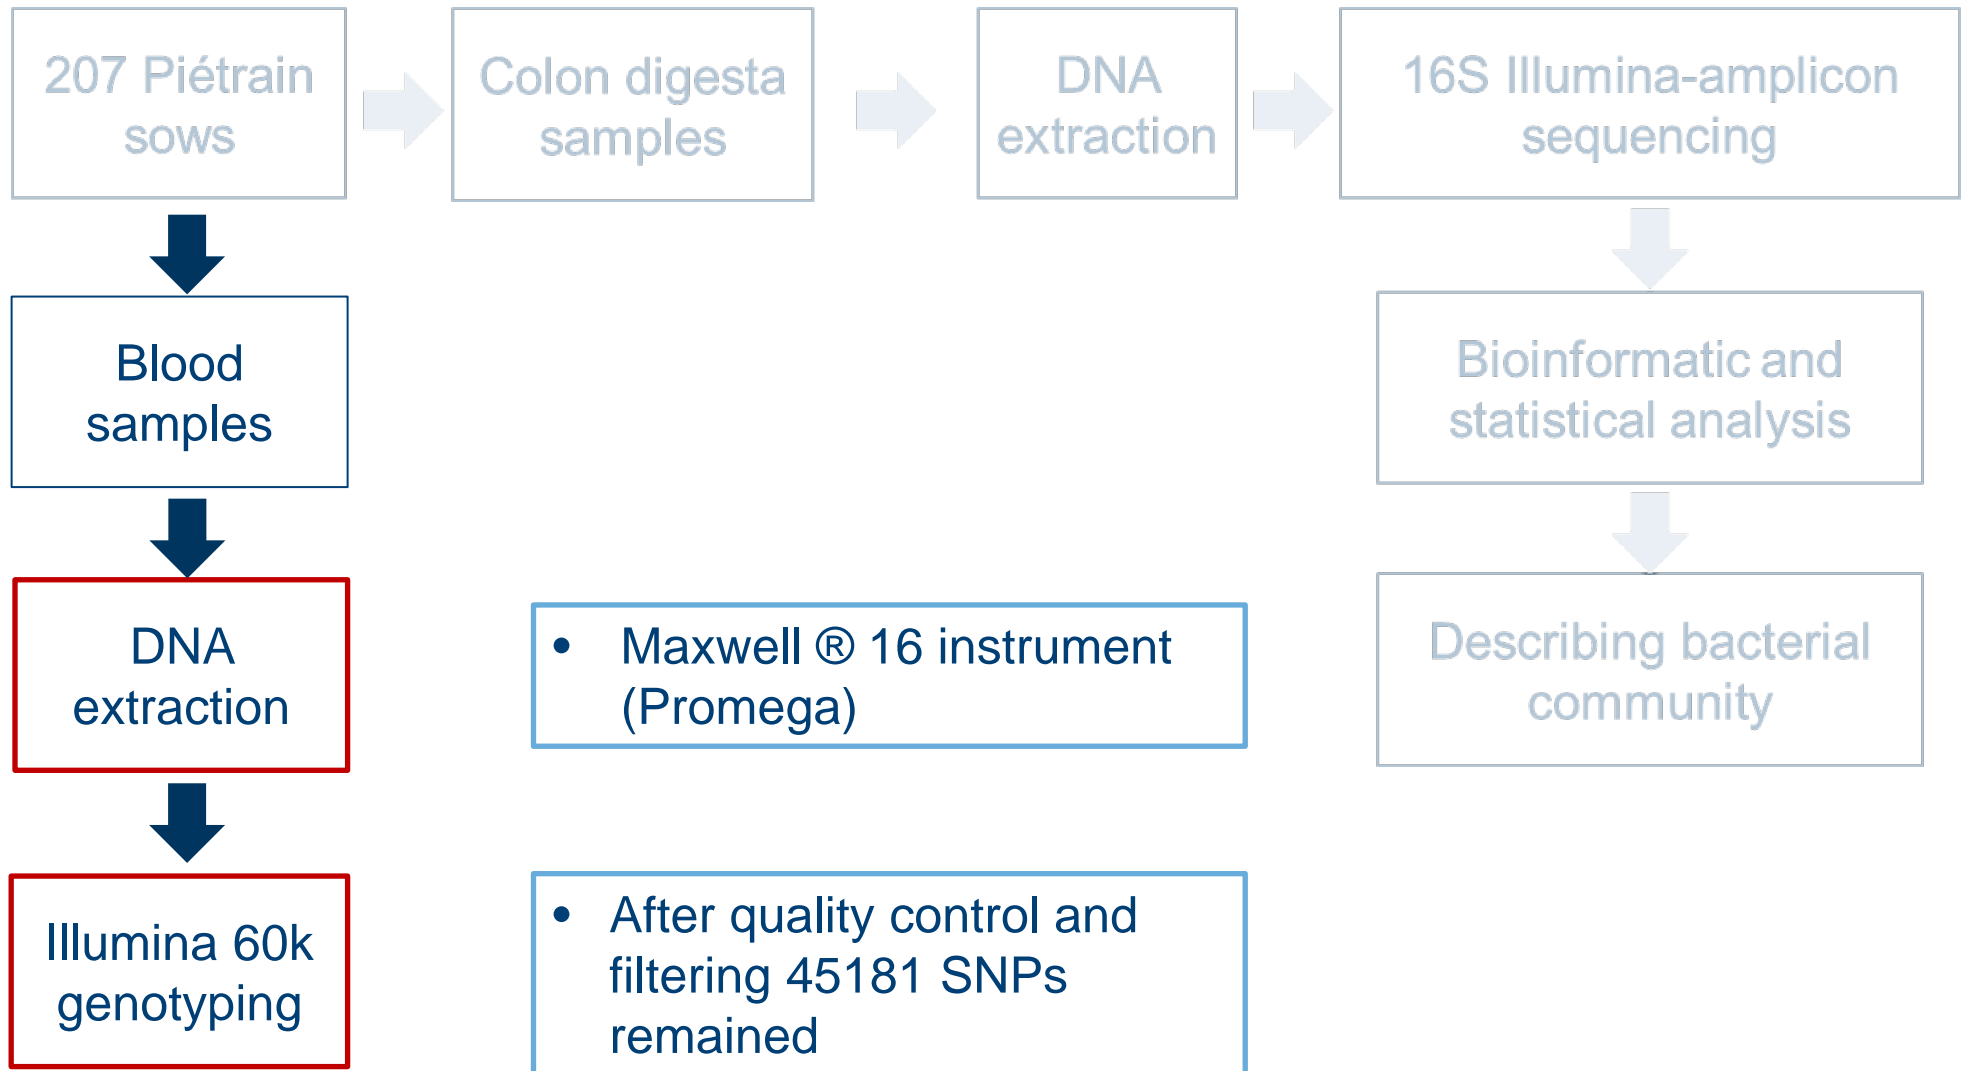 207 Piétrain
sows
Colon digesta
samples
DNA
extraction
16S Illumina-amplicon
sequencing
Blood
samples
Bioinformatic and
statistical analysis
DNA
extraction
• Maxwell ® 16 instrument
(Promega)
Describing bacterial
community
Illumina 60k
genotyping
• After quality control and
filtering 45181 SNPs
remained